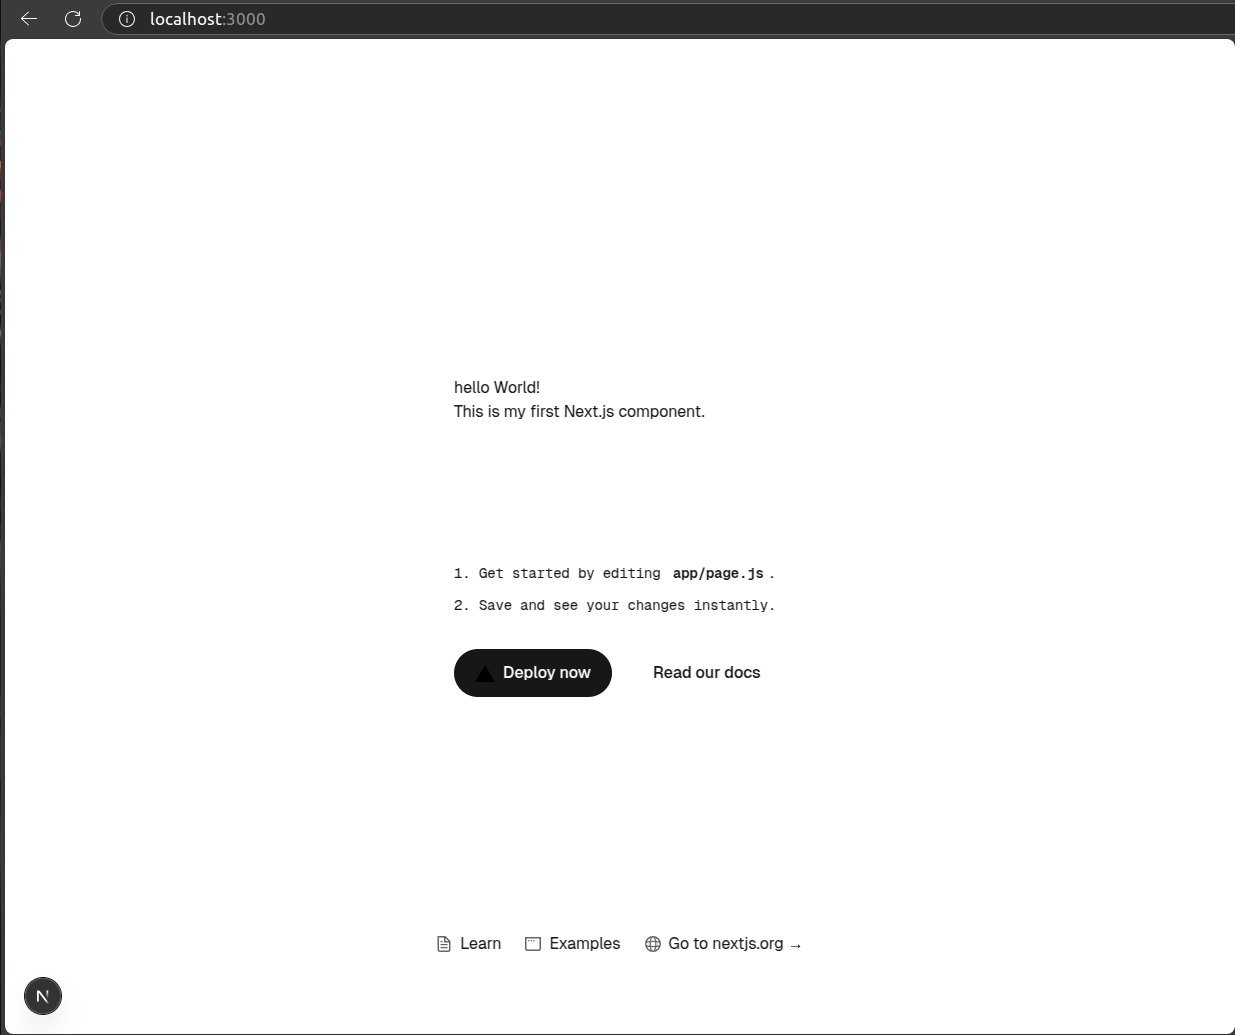 localhost:3000
hello World!
This is my first Next.js component.
1. Get started by editing app/page.js.
2. Save and see your changes instantly.
Deploy now
Read our docs
Learn
Examples
Go to nextjs.org →
N